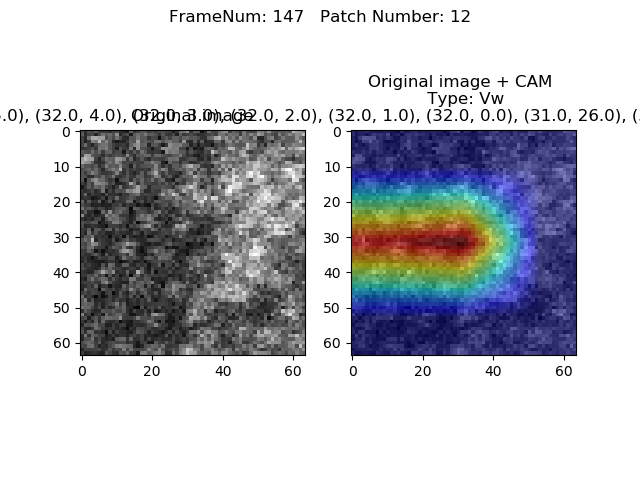 FrameNum: 147   Patch Number: 12
Original image + CAM
Type: Vw
.0), (32.0, 4.0), (32.0, 3.0), (32.0, 2.0), (32.0, 1.0), (32.0, 0.0), (31.0, 26.0), (3
Original image
0
10
20
30
40
50
60
0 20 40 60
0
10
20
30
40
50
60
0 20 40 60